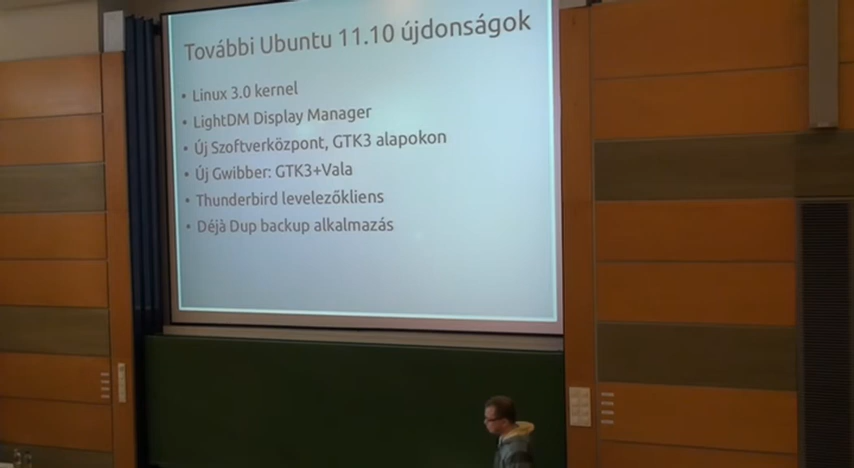 További Ubuntu 11.10 újdonságok
• Linux 3.0 kernel
• LightDM Display Manager
• Új Szoftverközpont, GTK3 alapokon
• Új Gwibber: GTK3+Vala
• Thunderbird levelezőkliens
• Déjà Dup backup alkalmazás